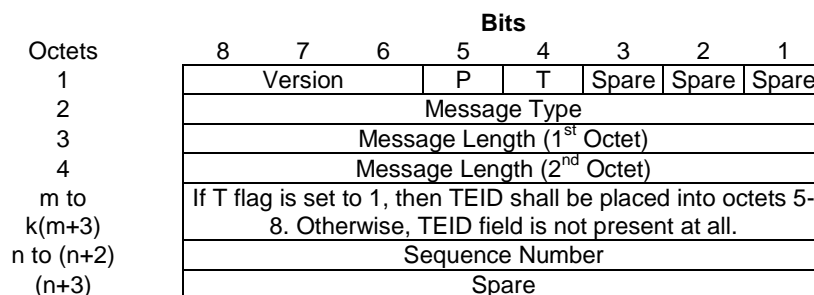 Bits
Octets 8 7 6 5 4 3 2 1
1 Version P T Spare Spare Spare
2 Message Type
3 Message Length (1st Octet)
4 Message Length (2nd Octet)
m to If T flag is set to 1, then TEID shall be placed into octets 5-
k(m+3) 8. Otherwise, TEID field is not present at all.
n to (n+2) Sequence Number
(n+3) Spare